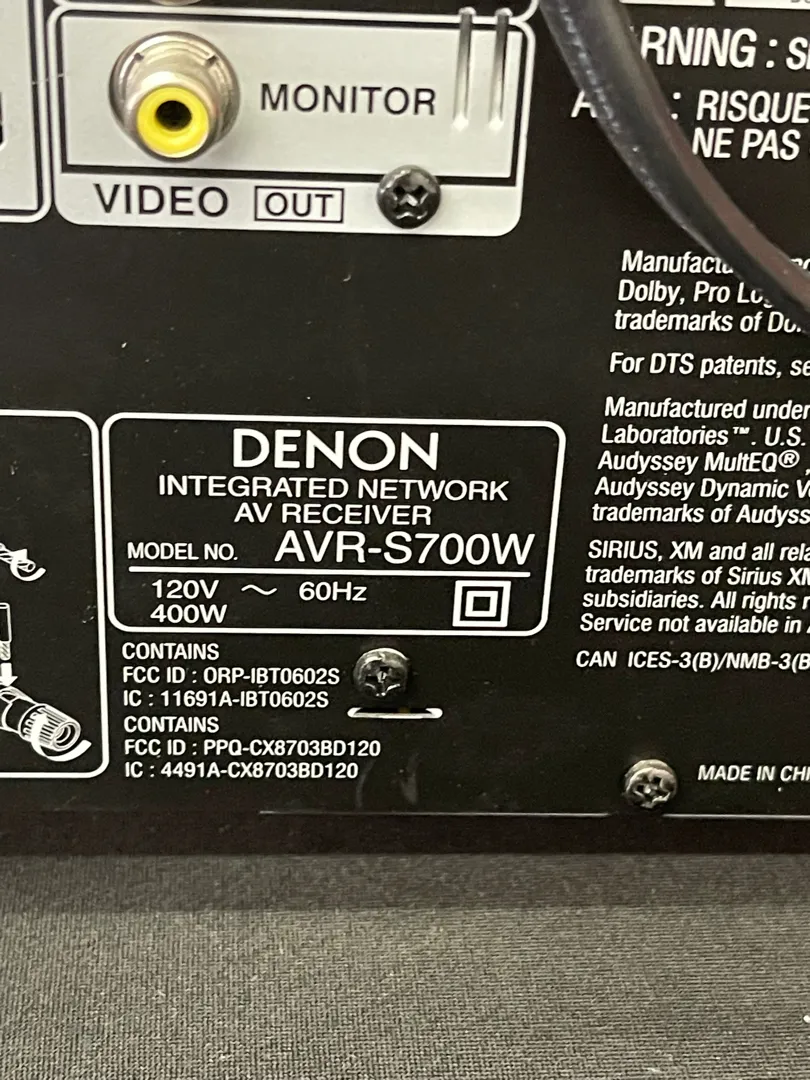 MONITOR
VIDEO OUT
RNING : S
: RISQUE
NE PAS
Manufactu
Dolby, Pro Lo
trademarks of Do
For DTS patents, se
Manufactured under
Laboratories™. U.S.
Audyssey MultEQ®,
Audyssey Dynamic V
trademarks of Audyss
SIRIUS, XM and all rela
trademarks of Sirius XM
subsidiaries. All rights r
Service not available in
CAN ICES-3(B)/NMB-3(B
DENON
INTEGRATED NETWORK
AV RECEIVER
MODEL NO. AVR-S700W
120V ~ 60Hz
400W
CONTAINS
FCC ID : ORP-IBT0602S
IC : 11691A-IBT0602S
CONTAINS
FCC ID : PPQ-CX8703BD120
IC : 4491A-CX8703BD120
MADE IN CHI